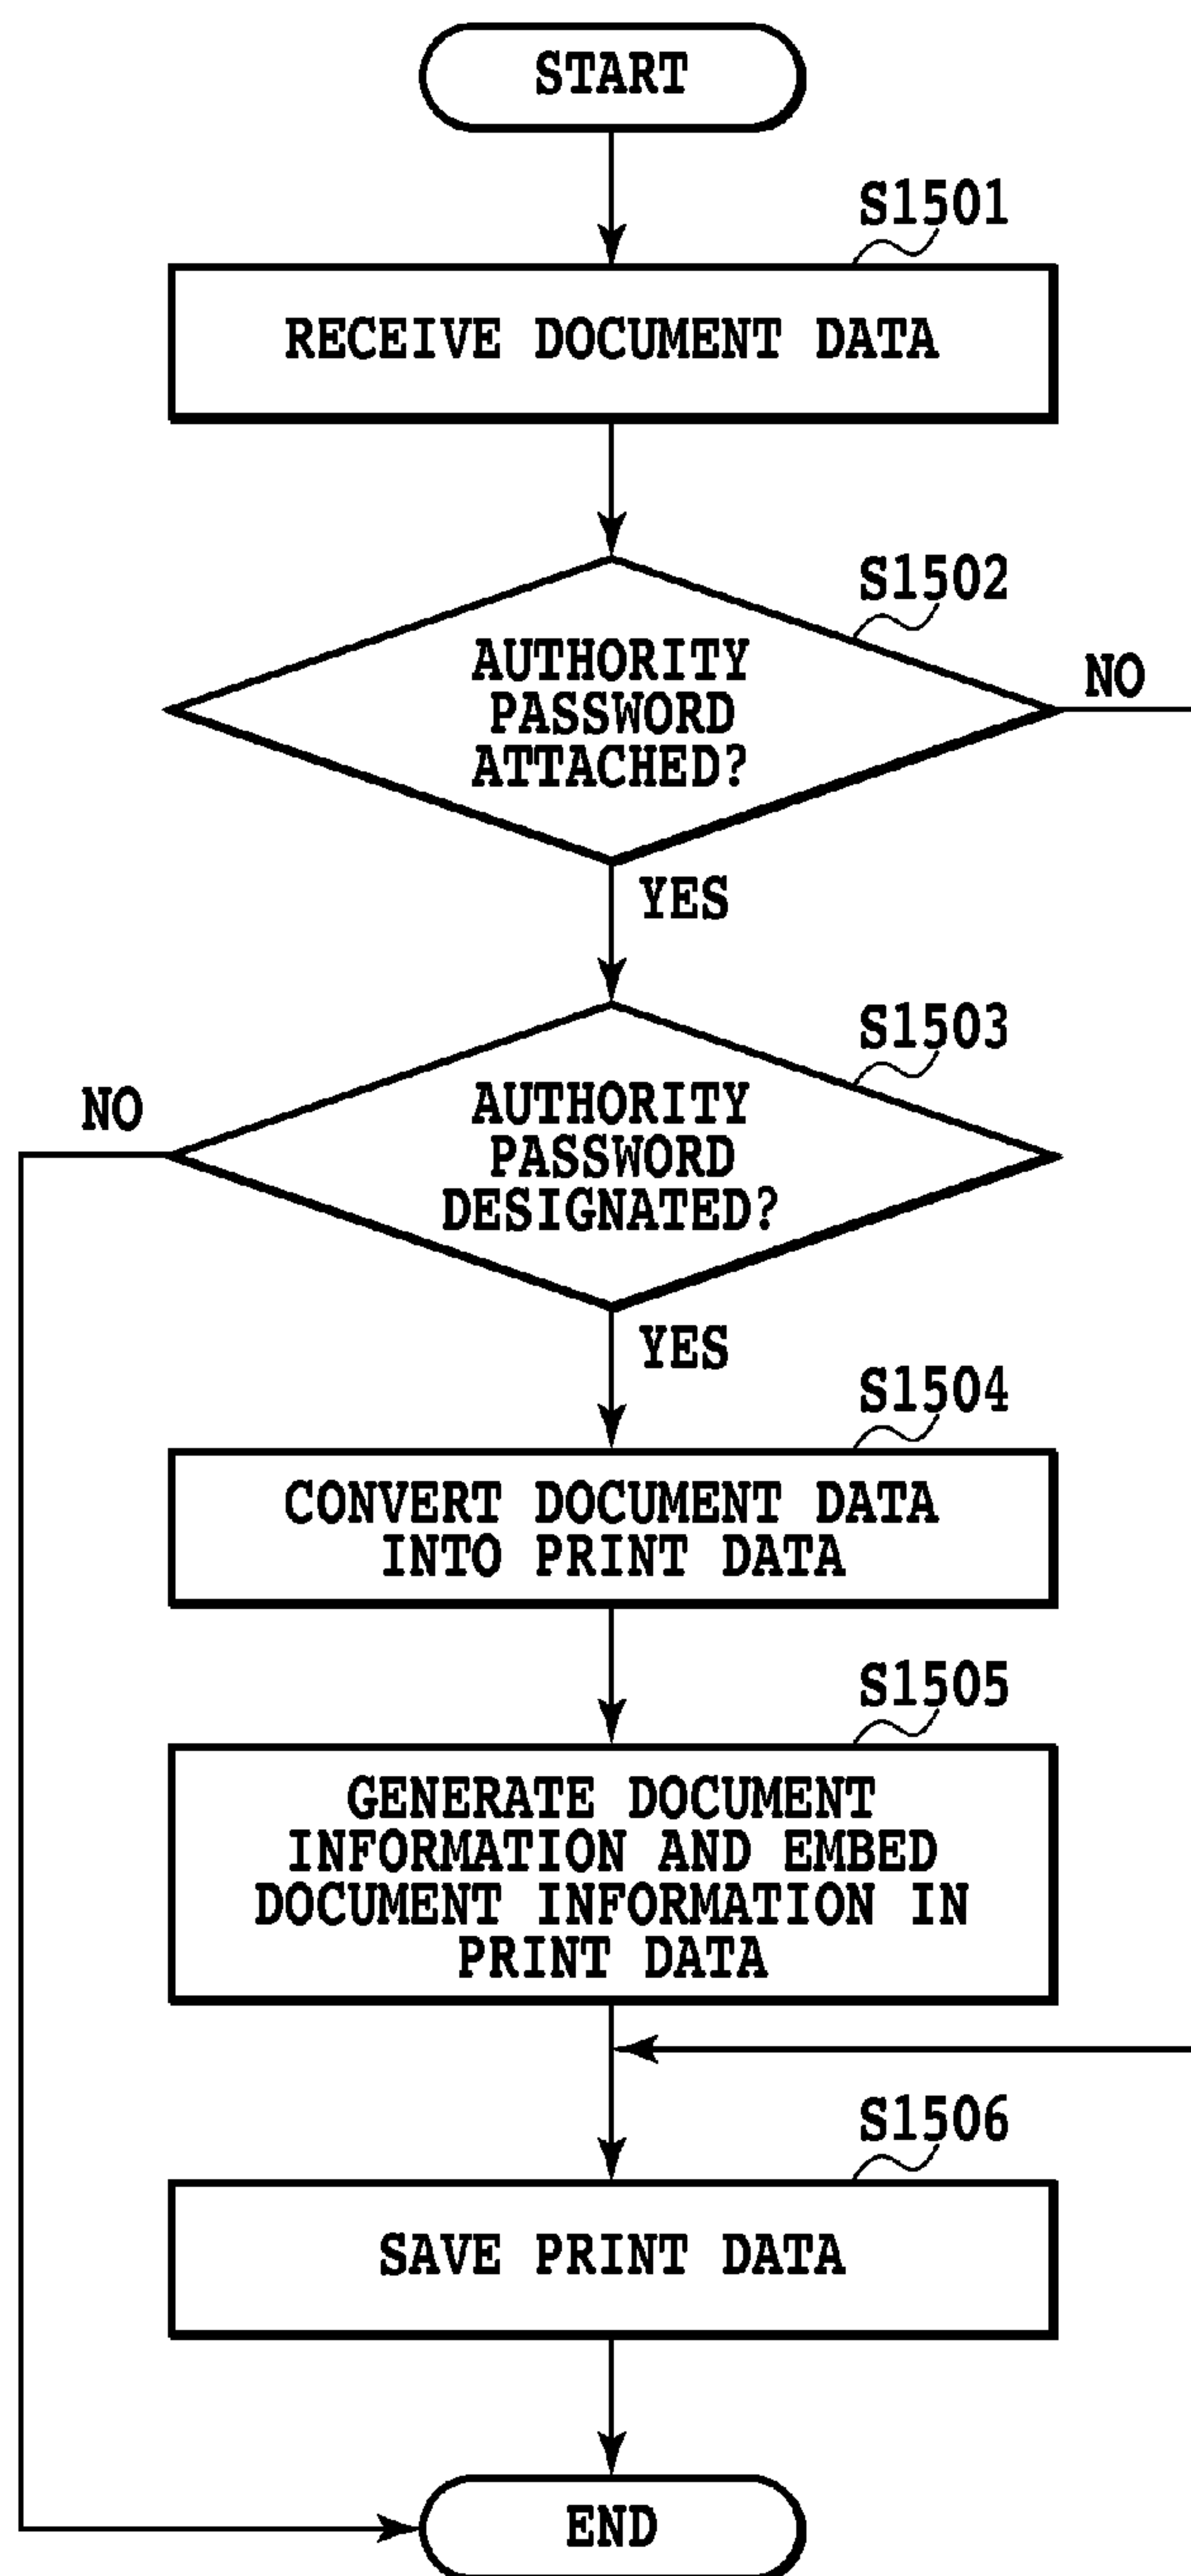 START
S1501
RECEIVE DOCUMENT DATA
S1502
AUTHORITY
PASSWORD
ATTACHED?
NO
YES
S1503
AUTHORITY
PASSWORD
DESIGNATED?
NO
YES
S1504
CONVERT DOCUMENT DATA
INTO PRINT DATA
S1505
GENERATE DOCUMENT
INFORMATION AND EMBED
DOCUMENT INFORMATION IN
PRINT DATA
S1506
SAVE PRINT DATA
END